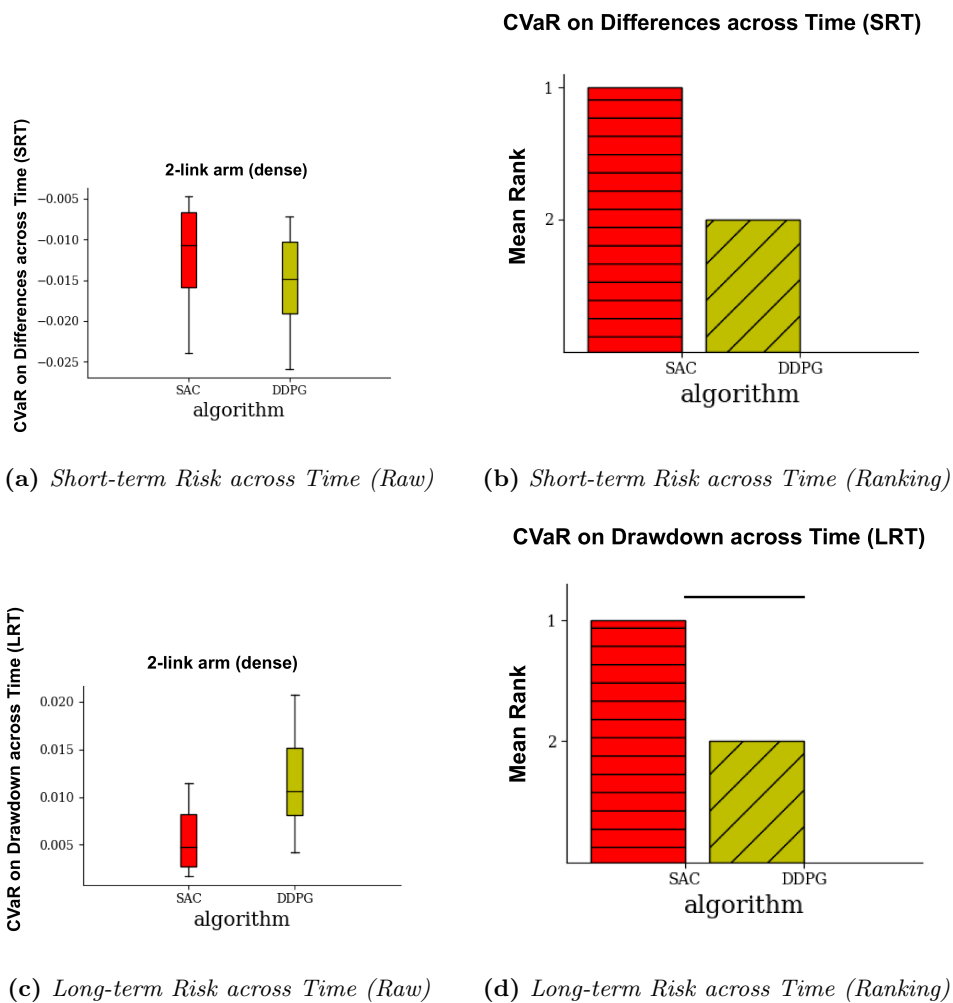 CVaR on Differences across Time (SRT)
2-link arm (dense)
CVaR on Differences across Time (SRT)
−0.005
−0.010
−0.015
−0.020
−0.025
SAC
DDPG
algorithm
Mean Rank
1
2
SAC
DDPG
algorithm
(a) Short-term Risk across Time (Raw)
(b) Short-term Risk across Time (Ranking)
CVaR on Drawdown across Time (LRT)
2-link arm (dense)
CVaR on Drawdown across Time (LRT)
0.020
0.015
0.010
0.005
SAC
DDPG
algorithm
Mean Rank
1
2
SAC
DDPG
algorithm
(c) Long-term Risk across Time (Raw)
(d) Long-term Risk across Time (Ranking)